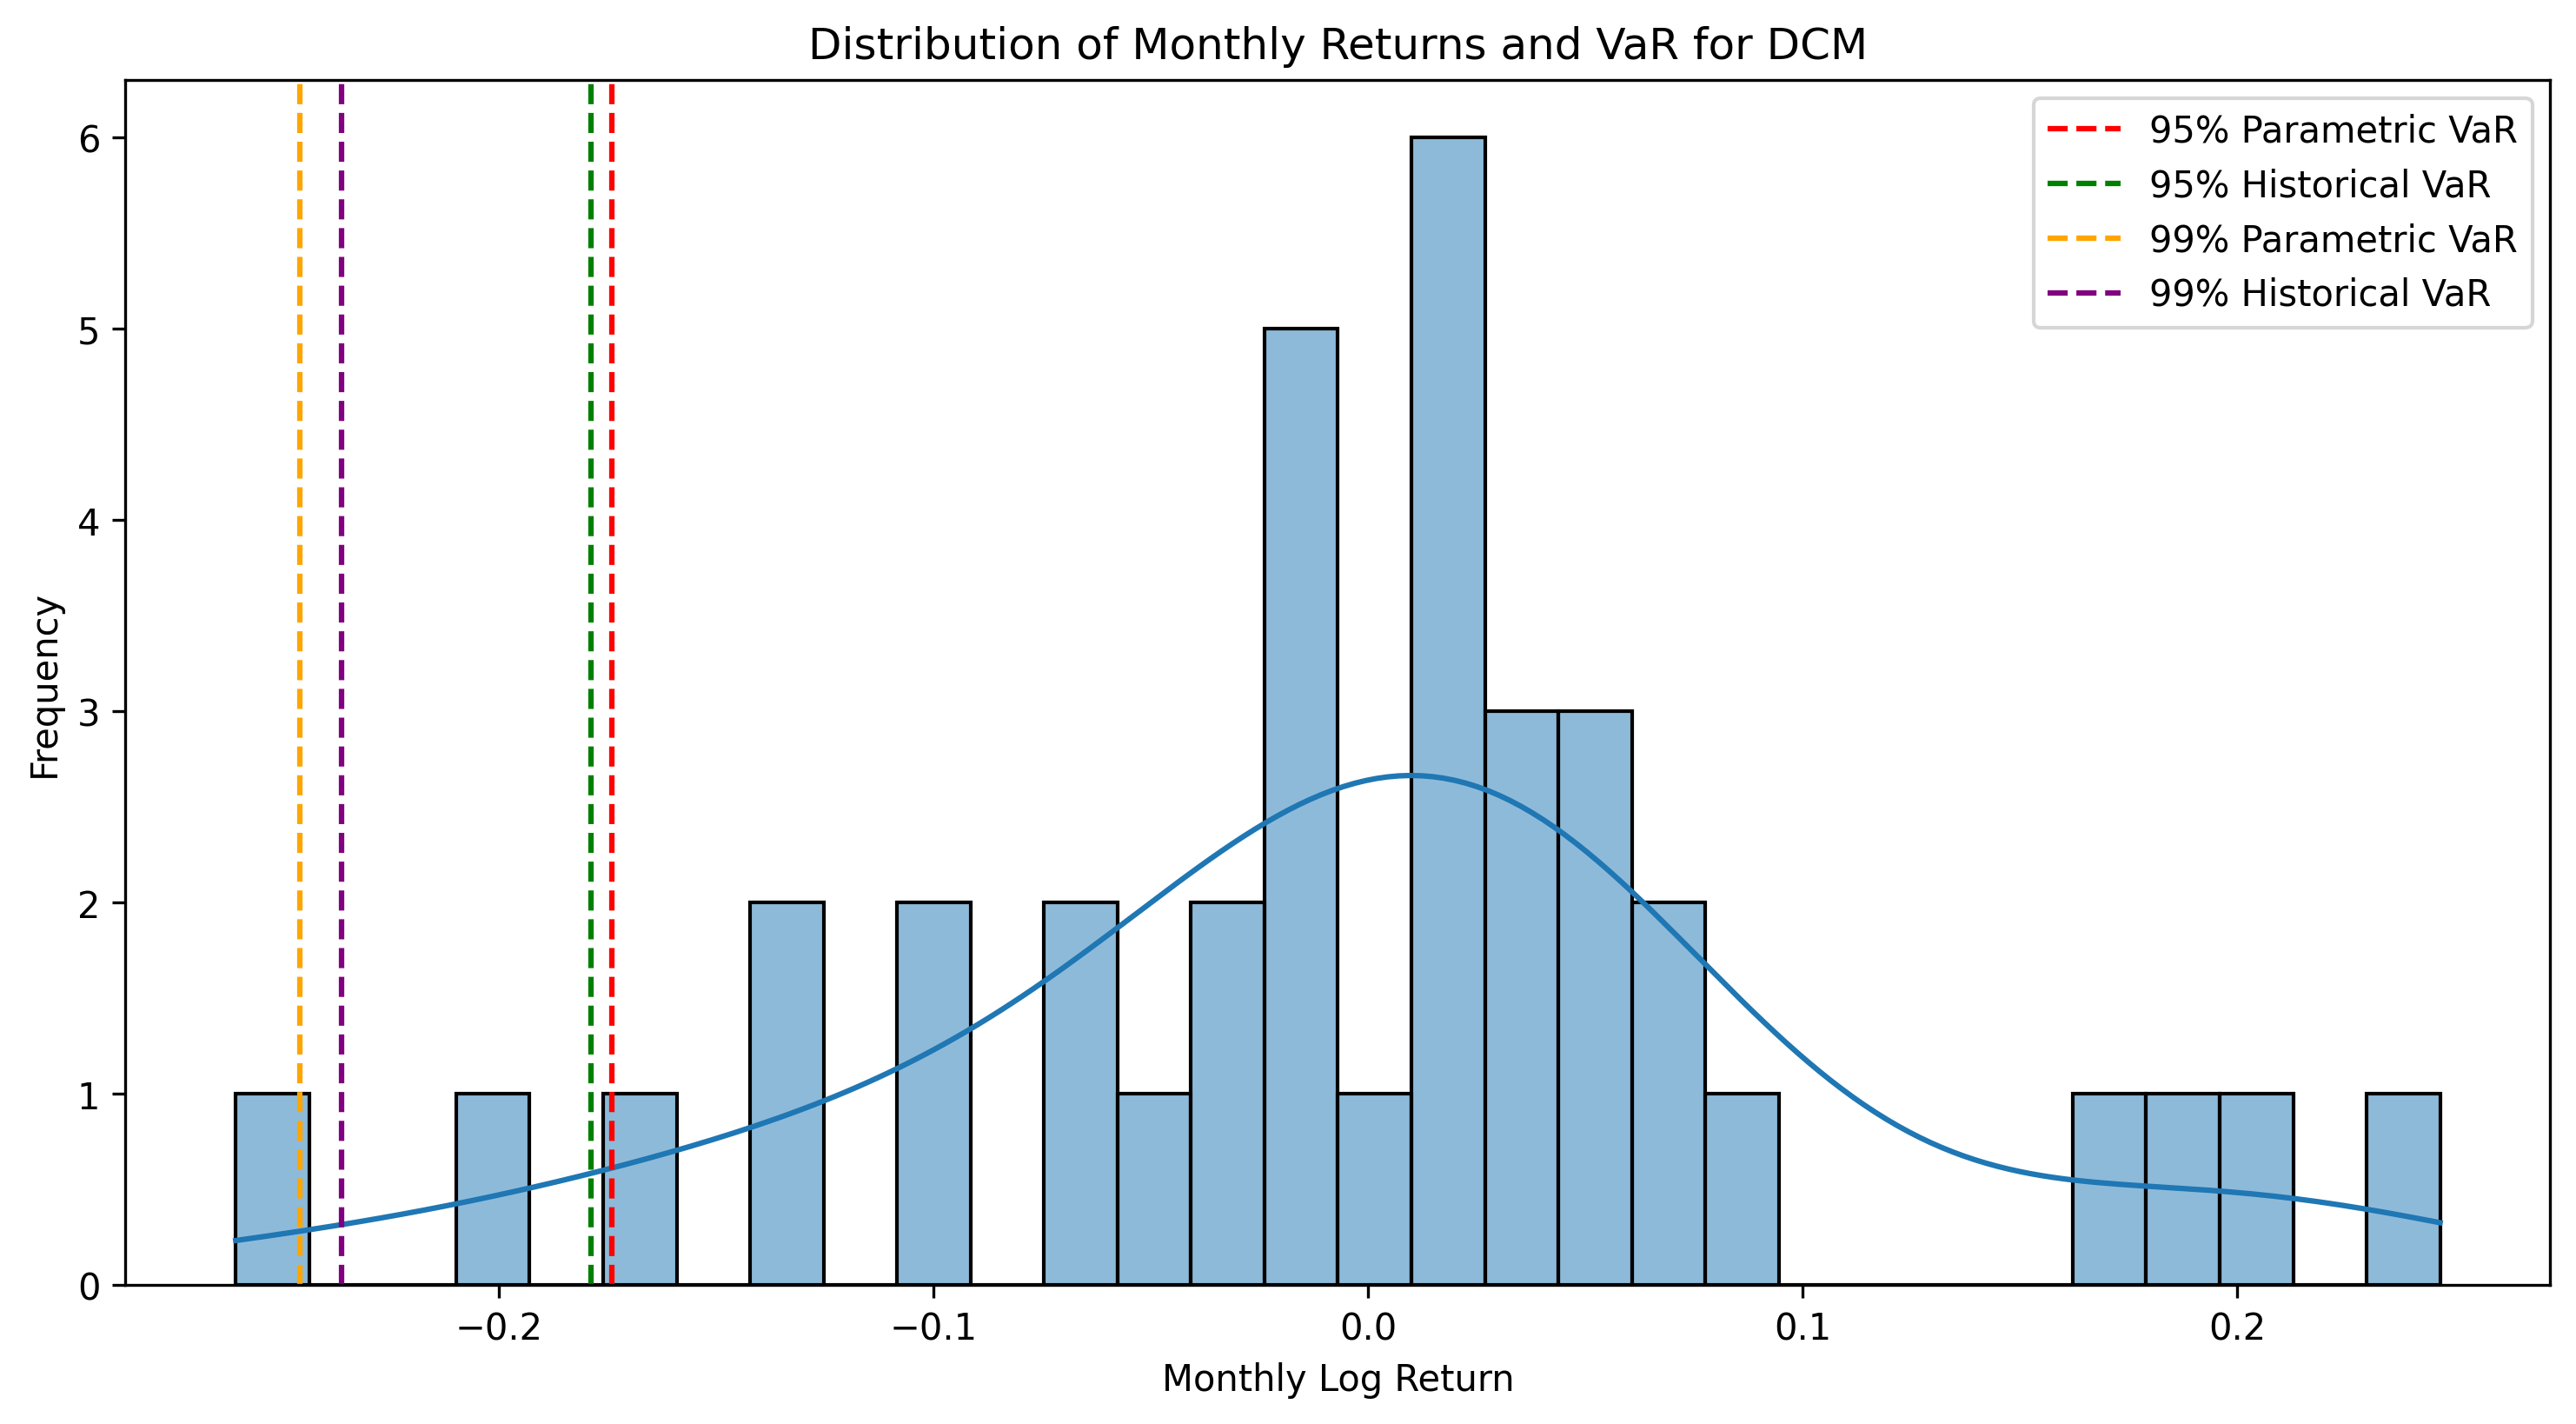 Distribution of Monthly Returns and VaR for DCM
95% Parametric VaR
95% Historical VaR
99% Parametric VaR
99% Historical VaR
6
5
4
3
2
1
0
Frequency
−0.2
−0.1
0.0
0.1
0.2
Monthly Log Return